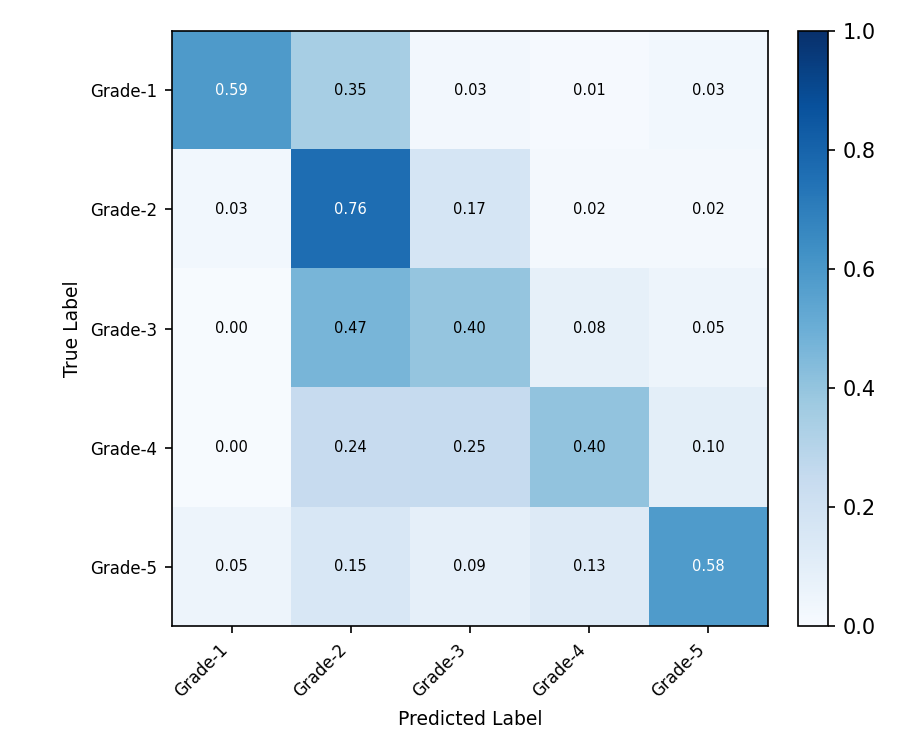 Grade-1 0.59 0.35 0.03 0.01 0.03
Grade-2 0.03 0.76 0.17 0.02 0.02
Grade-3 0.00 0.47 0.40 0.08 0.05
Grade-4 0.00 0.24 0.25 0.40 0.10
Grade-5 0.05 0.15 0.09 0.13 0.58
Grade-1 Grade-2 Grade-3 Grade-4 Grade-5
Predicted Label
True Label
1.0
0.8
0.6
0.4
0.2
0.0